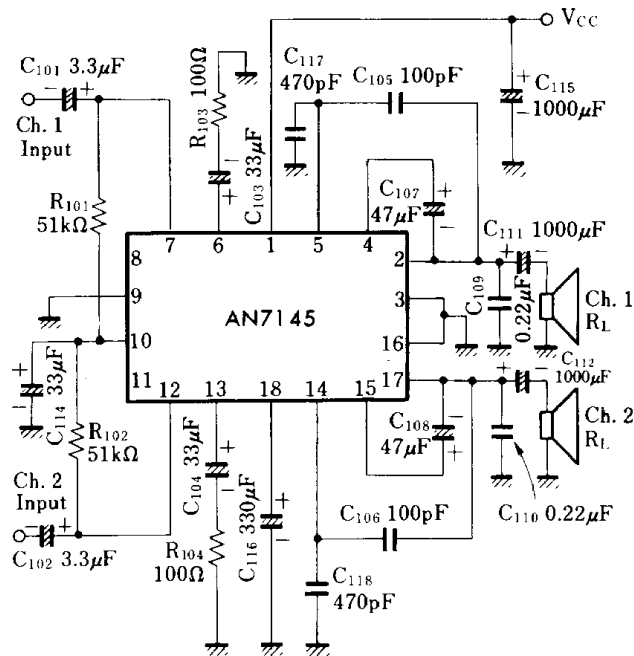 VCC
C101 3.3μF
Ch. 1
Input
R103 100Ω
C103 33μF
C117
470pF
C105 100pF
C115
1000μF
R101
51kΩ
C107
47μF
C111 1000μF
7 6 1 5 4
8
9
10
11
2
3
16
17
AN7145
12 13 18 14 15
C109
0.22μF
Ch. 1
RL
C112
1000μF
Ch. 2
RL
C114 33μF
R102
51kΩ
Ch. 2
Input
C102 3.3μF
C104 33μF
R104
100Ω
C116 330μF
C108
47μF
C106 100pF
C118
470pF
C110 0.22μF